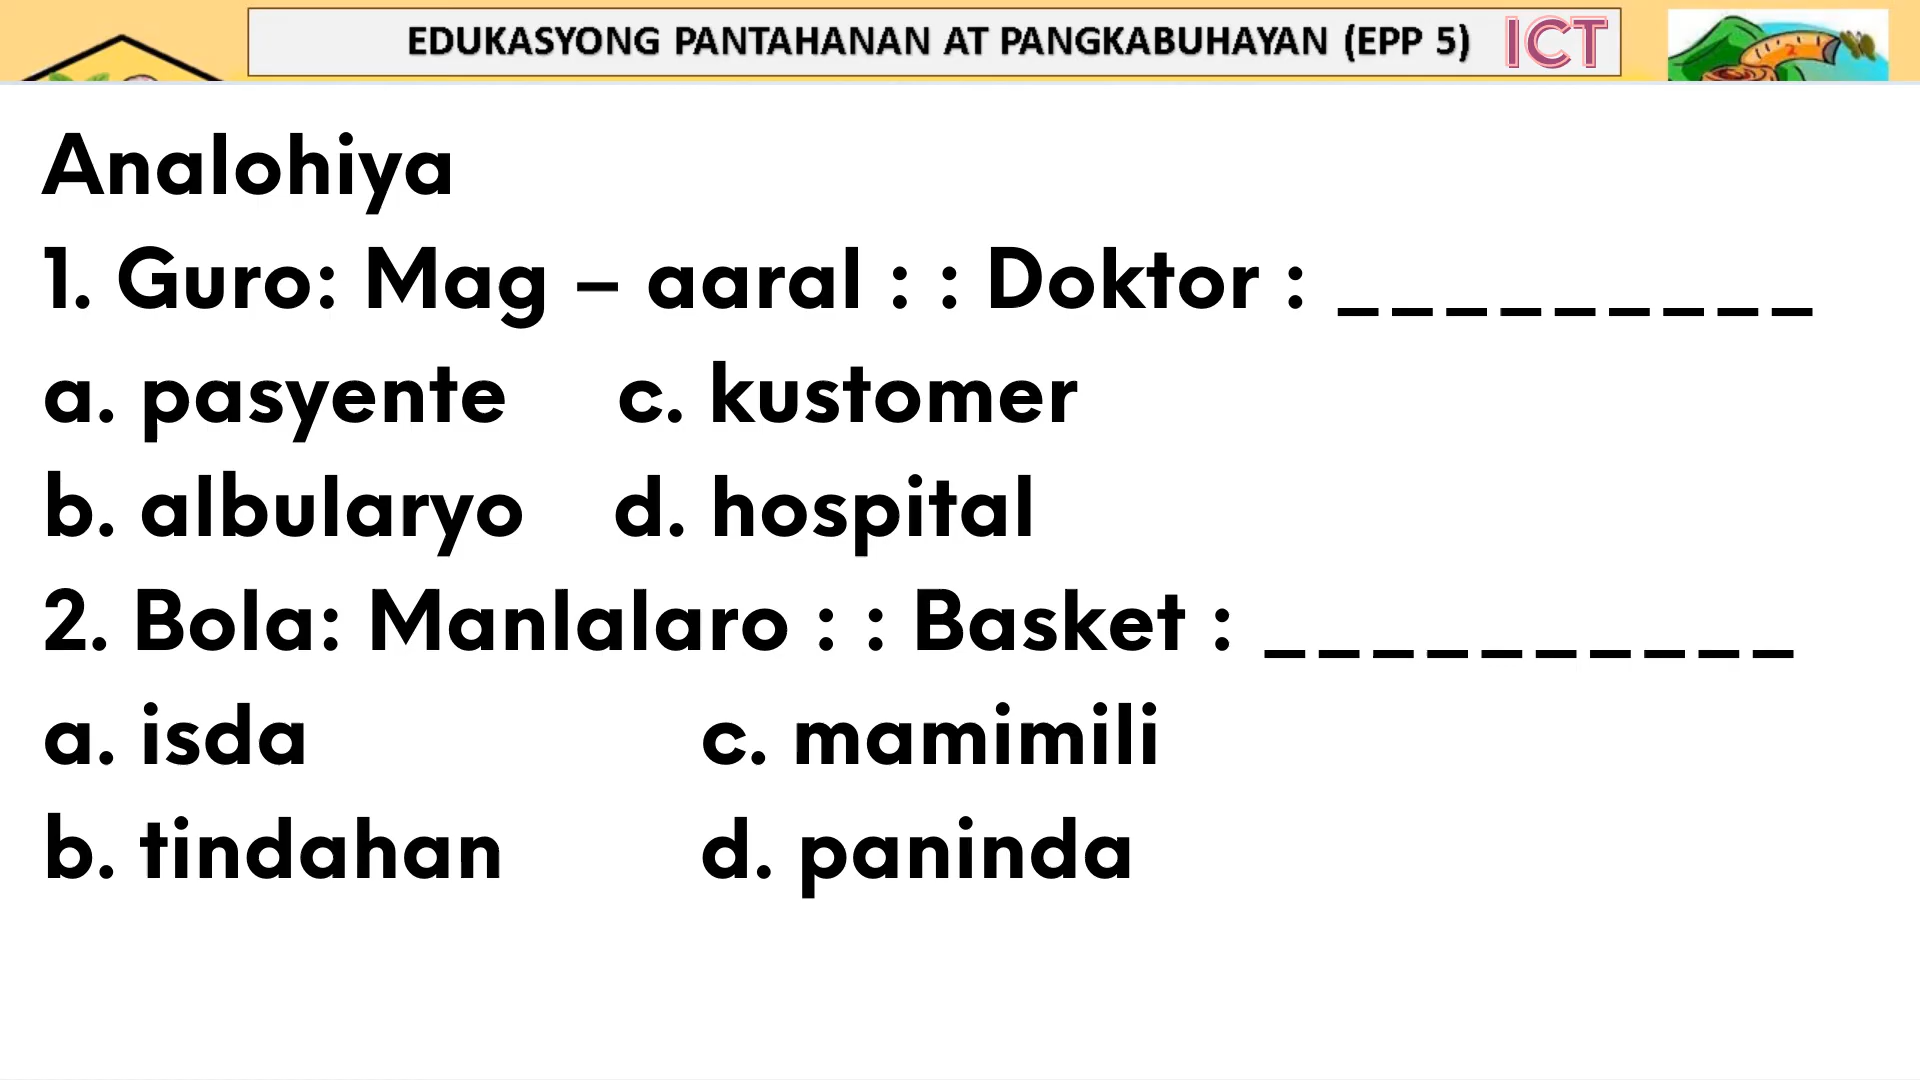 EDUKASYONG PANTAHANAN AT PANGKABUHAYAN (EPP 5) ICT
Analohiya
1. Guro: Mag – aaral : : Doktor : _________
a. pasyente c. kustomer
b. albularyo d. hospital
2. Bola: Manlalaro : : Basket : __________
a. isda c. mamimili
b. tindahan d. paninda